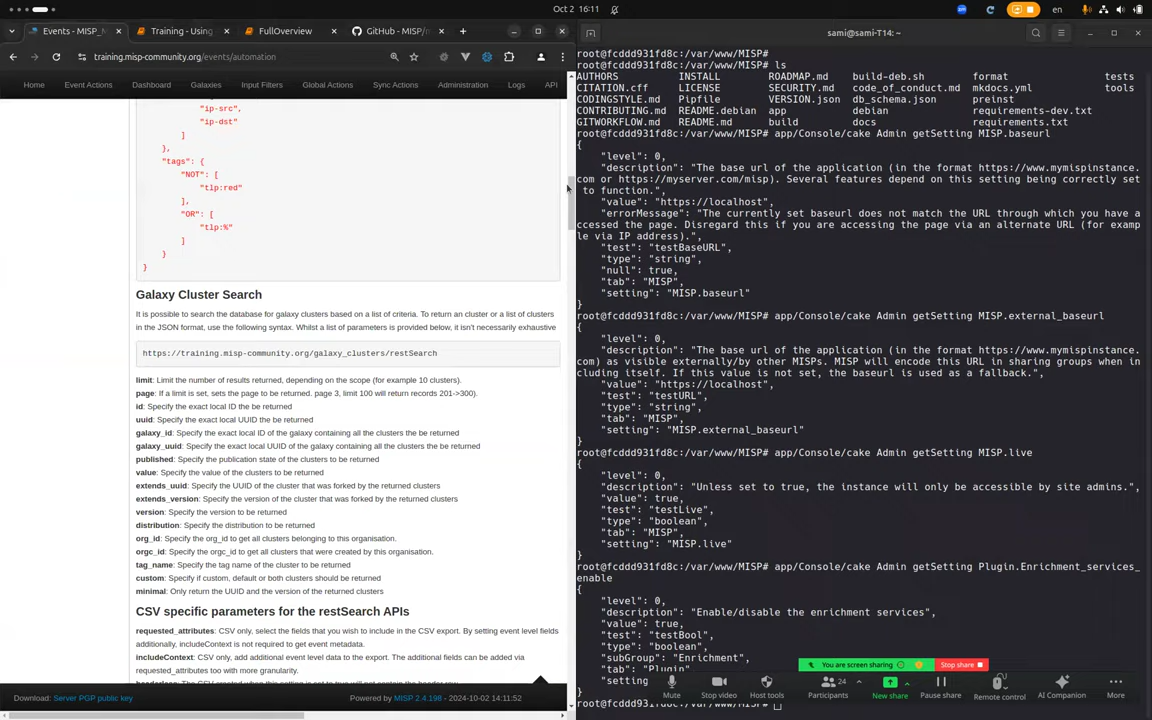 Oct 2 16:11
en
Events - MISP_M
Training - Using
FullOverview
GitHub - MISP/m
sami@sami-T14: ~
training.misp-community.org/events/automation
Home
Event Actions
Dashboard
Galaxies
Input Filters
Global Actions
Sync Actions
Administration
Logs
API
"ip-src",
"ip-dst"
]
},
"tags": {
"NOT": [
"tlp:red"
],
"OR": [
"tlp:%"
]
}
}
Galaxy Cluster Search
It is possible to search the database for galaxy clusters based on a list of criteria. To return an cluster or a list of clusters
in the JSON format, use the following syntax. Whilst a list of parameters is provided below, it isn't necessarily exhaustive
https://training.misp-community.org/galaxy_clusters/restSearch
limit: Limit the number of results returned, depending on the scope (for example 10 clusters).
page: If a limit is set, sets the page to be returned. page 3, limit 100 will return records 201->300).
id: Specify the exact local ID the be returned
uuid: Specify the exact local UUID the be returned
galaxy_id: Specify the exact local ID of the galaxy containing all the clusters the be returned
galaxy_uuid: Specify the exact local UUID of the galaxy containing all the clusters the be returned
published: Specify the publication state of the clusters to be returned
value: Specify the value of the clusters to be returned
extends_uuid: Specify the UUID of the cluster that was forked by the returned clusters
extends_version: Specify the version of the cluster that was forked by the returned clusters
version: Specify the version to be returned
distribution: Specify the distribution to be returned
org_id: Specify the org_id to get all clusters belonging to this organisation.
orgc_id: Specify the orgc_id to get all clusters that were created by this organisation.
tag_name: Specify the tag name of the cluster to be returned
custom: Specify if custom, default or both clusters should be returned
minimal: Only return the UUID and the version of the returned clusters
CSV specific parameters for the restSearch APIs
requested_attributes: CSV only, select the fields that you wish to include in the CSV export. By setting event level fields
additionally, includeContext is not required to get event metadata.
includeContext: CSV only, add additional event level data to the export. The additional fields can be added via
requested_attributes too with more granularity.
Download: Server PGP public key
Powered by MISP 2.4.198 - 2024-10-02 14:11:52
root@fcddd931fd8c:/var/www/MISP#
root@fcddd931fd8c:/var/www/MISP# ls
AUTHORS INSTALL ROADMAP.md build-deb.sh format tests
CITATION.cff LICENSE SECURITY.md code_of_conduct.md mkdocs.yml tools
CODINGSTYLE.md Pipfile VERSION.json db_schema.json preinst
CONTRIBUTING.md README.debian app debian requirements-dev.txt
GITWORKFLOW.md README.md build docs requirements.txt
root@fcddd931fd8c:/var/www/MISP# app/Console/cake Admin getSetting MISP.baseurl
{
"level": 0,
"description": "The base url of the application (in the format https://www.mymispinstance.
com or https://myserver.com/misp). Several features depend on this setting being correctly set
to function.",
"value": "https://localhost",
"errorMessage": "The currently set baseurl does not match the URL through which you have a
ccessed the page. Disregard this if you are accessing the page via an alternate URL (for examp
le via IP address).",
"test": "testBaseURL",
"type": "string",
"null": true,
"tab": "MISP",
"setting": "MISP.baseurl"
}
root@fcddd931fd8c:/var/www/MISP# app/Console/cake Admin getSetting MISP.external_baseurl
{
"level": 0,
"description": "The base url of the application (in the format https://www.mymispinstance.
com) as visible externally/by other MISPs. MISP will encode this URL in sharing groups when in
cluding itself. If this value is not set, the baseurl is used as a fallback.",
"value": "https://localhost",
"test": "testURL",
"type": "string",
"tab": "MISP",
"setting": "MISP.external_baseurl"
}
root@fcddd931fd8c:/var/www/MISP# app/Console/cake Admin getSetting MISP.live
{
"level": 0,
"description": "Unless set to true, the instance will only be accessible by site admins.",
"value": true,
"test": "testLive",
"type": "boolean",
"tab": "MISP",
"setting": "MISP.live"
}
root@fcddd931fd8c:/var/www/MISP# app/Console/cake Admin getSetting Plugin.Enrichment_services_
enable
{
"level": 0,
"description": "Enable/disable the enrichment services",
"value": true,
"test": "testBool",
"type": "boolean",
"subGroup": "Enrichment",
"tab": "Plugin",
"setting
}
You are screen sharing
Stop share
Mute
Stop video
Host tools
Participants
24
New share
Pause share
Remote control
AI Companion
More